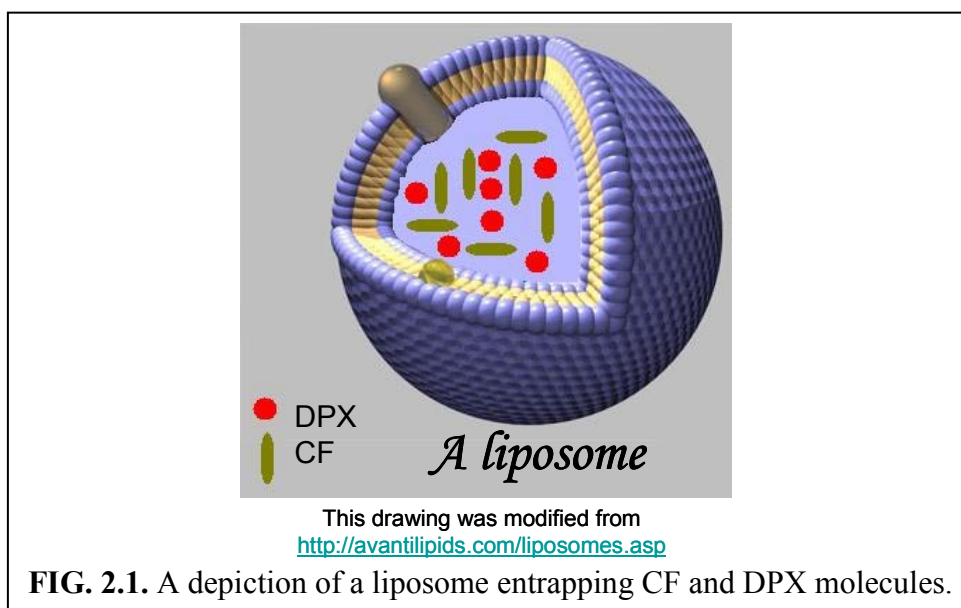 DPX
CF
A liposome
This drawing was modified from
http://avantilipids.com/liposomes.asp
FIG. 2.1. A depiction of a liposome entrapping CF and DPX molecules.